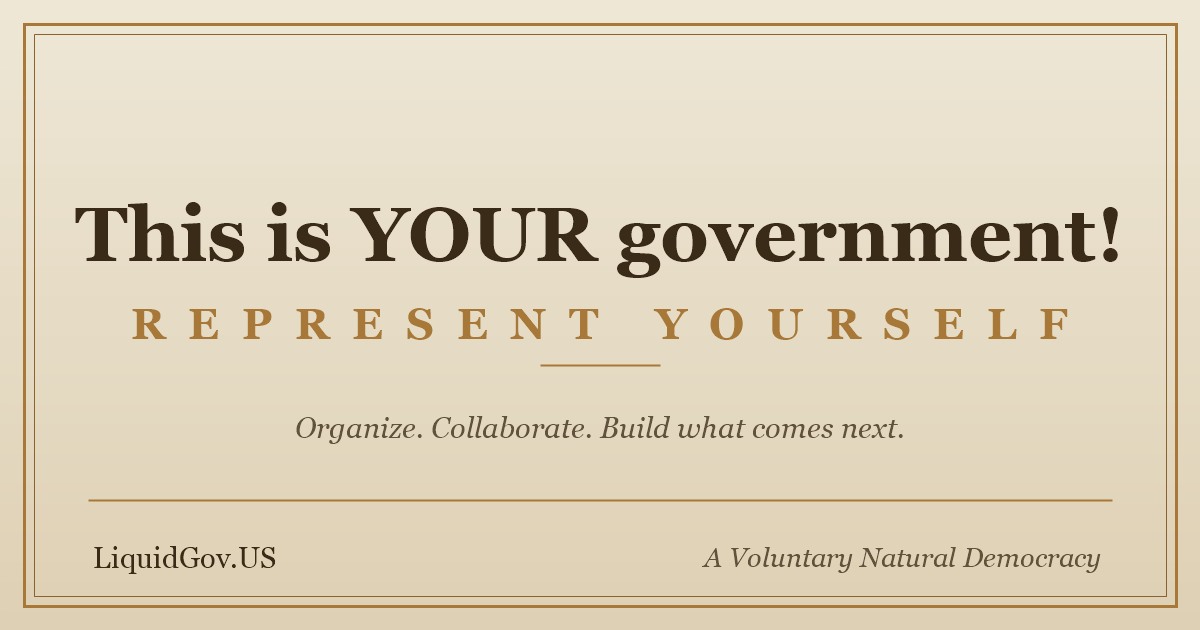 This is YOUR government!
REPRESENT YOURSELF
Organize. Collaborate. Build what comes next.
LiquidGov.US
A Voluntary Natural Democracy